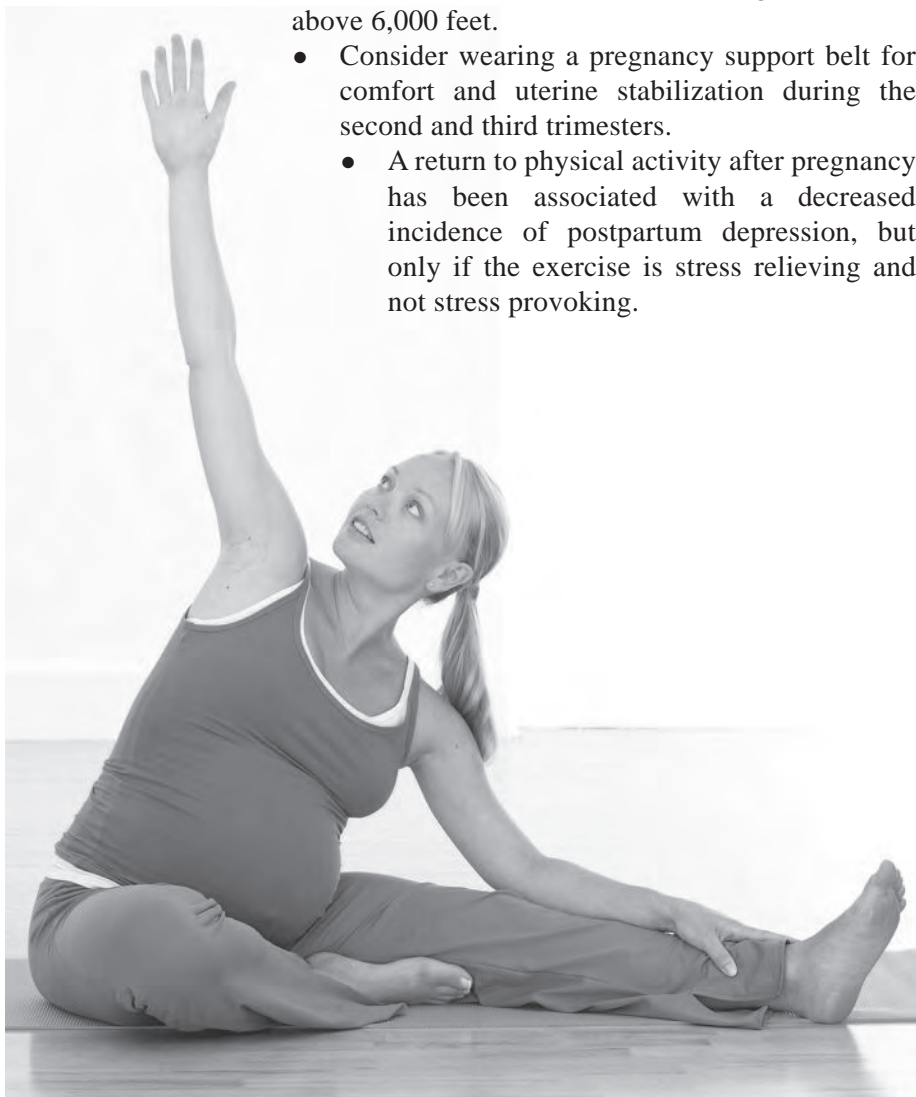 above 6,000 feet.
● Consider wearing a pregnancy support belt for
comfort and uterine stabilization during the
second and third trimesters.
● A return to physical activity after pregnancy
has been associated with a decreased
incidence of postpartum depression, but
only if the exercise is stress relieving and
not stress provoking.